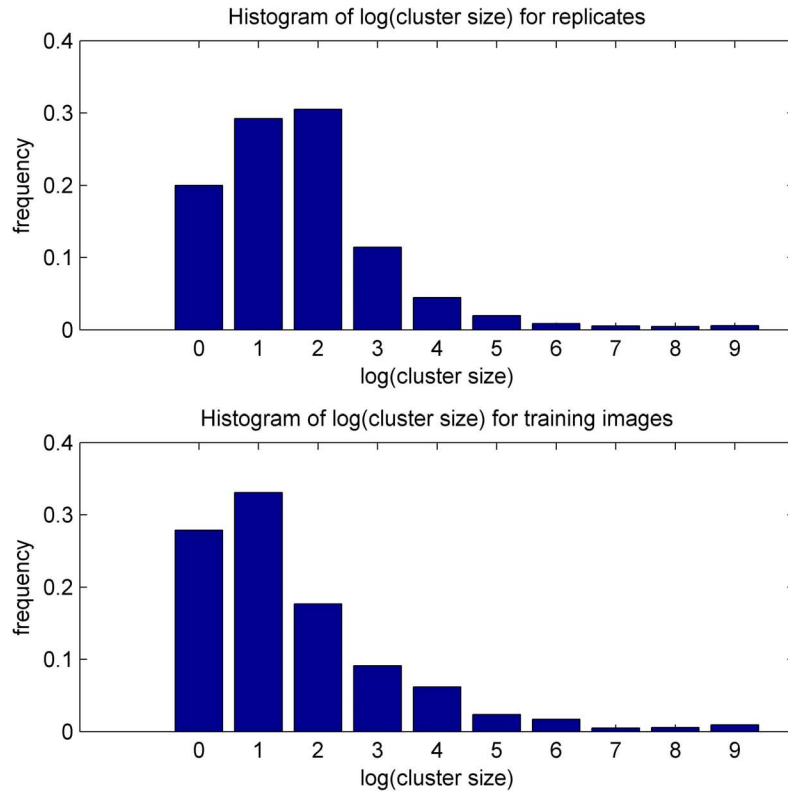 Histogram of log(cluster size) for replicates
0.4
0.3
0.2
0.1
0
frequency
0 1 2 3 4 5 6 7 8 9
log(cluster size)
Histogram of log(cluster size) for training images
0.4
0.3
0.2
0.1
0
frequency
0 1 2 3 4 5 6 7 8 9
log(cluster size)